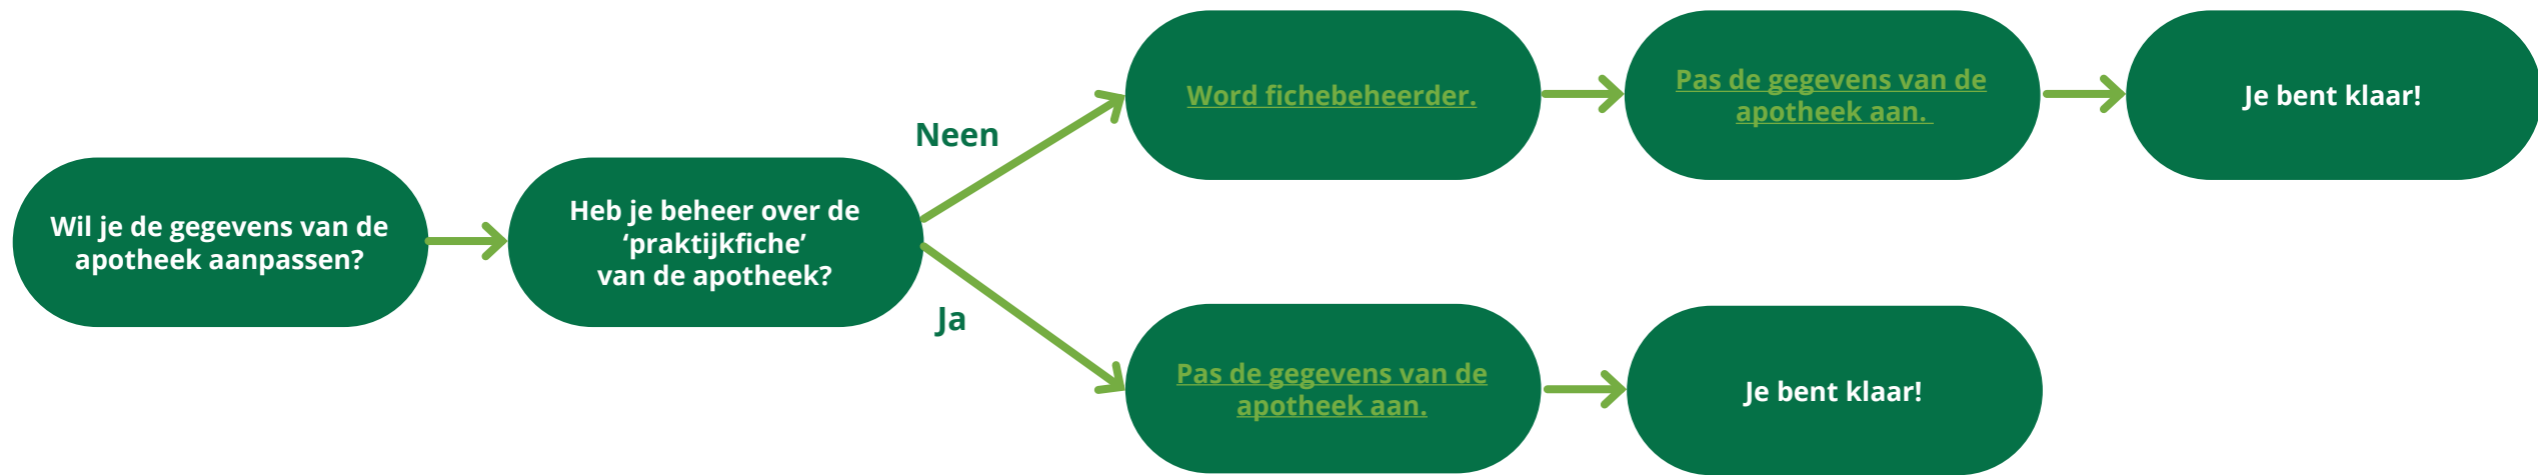 Wil je de gegevens van de
apotheek aanpassen?
Heb je beheer over de
‘praktijkfiche’
van de apotheek?
Neen
Word fichebeheerder.
Pas de gegevens van de
apotheek aan.
Je bent klaar!
Ja
Pas de gegevens van de
apotheek aan.
Je bent klaar!